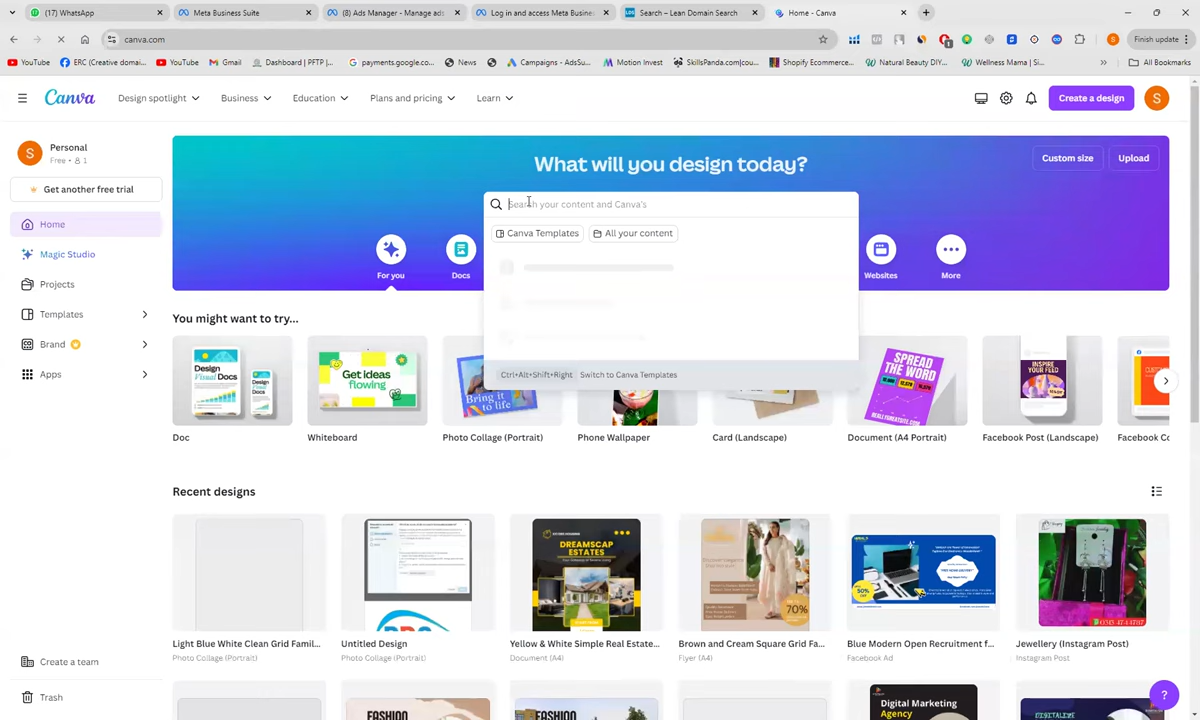 (17) WhatsApp
Meta Business Suite
(8) Ads Manager - Manage ads
Log in and access Meta Busine
Search – Lean Domain Search
Home - Canva
canva.com
Finish update
YouTube
ERC (Creative domai...
YouTube
Gmail
Dashboard | PFTP |...
payments.google.co...
News
Campaigns - AdsSu...
Motion Invest
SkillsPanda.com|cou...
Shopify Ecommerce...
Natural Beauty DIY...
Wellness Mama | Si...
All Bookmarks
Canva
Design spotlight
Business
Education
Plans and pricing
Learn
Create a design
S
S
Personal
Free • 1
Get another free trial
Home
Magic Studio
Projects
Templates
Brand
Apps
Create a team
Trash
What will you design today?
Custom size
Upload
Search your content and Canva's
Canva Templates
All your content
Ctrl+Alt+Shift+Right
Switch to Canva Templates
For you
Docs
Websites
More
You might want to try...
Design Visual Docs
Get ideas flowing
Bring it to life
SPREAD THE WORD
INSPIRE YOUR FEED
Doc
Whiteboard
Photo Collage (Portrait)
Phone Wallpaper
Card (Landscape)
Document (A4 Portrait)
Facebook Post (Landscape)
Facebook Co
Recent designs
DREAMSCAP
ESTATES
70%
50%
Light Blue White Clean Grid Famil...
Photo Collage (Portrait)
Untitled Design
Photo Collage (Portrait)
Yellow & White Simple Real Estate...
Document (A4)
Brown and Cream Square Grid Fa...
Flyer (A4)
Blue Modern Open Recruitment f...
Facebook Ad
Jewellery (Instagram Post)
Instagram Post
FASHION
FASHION
Digital Marketing
Agency
?